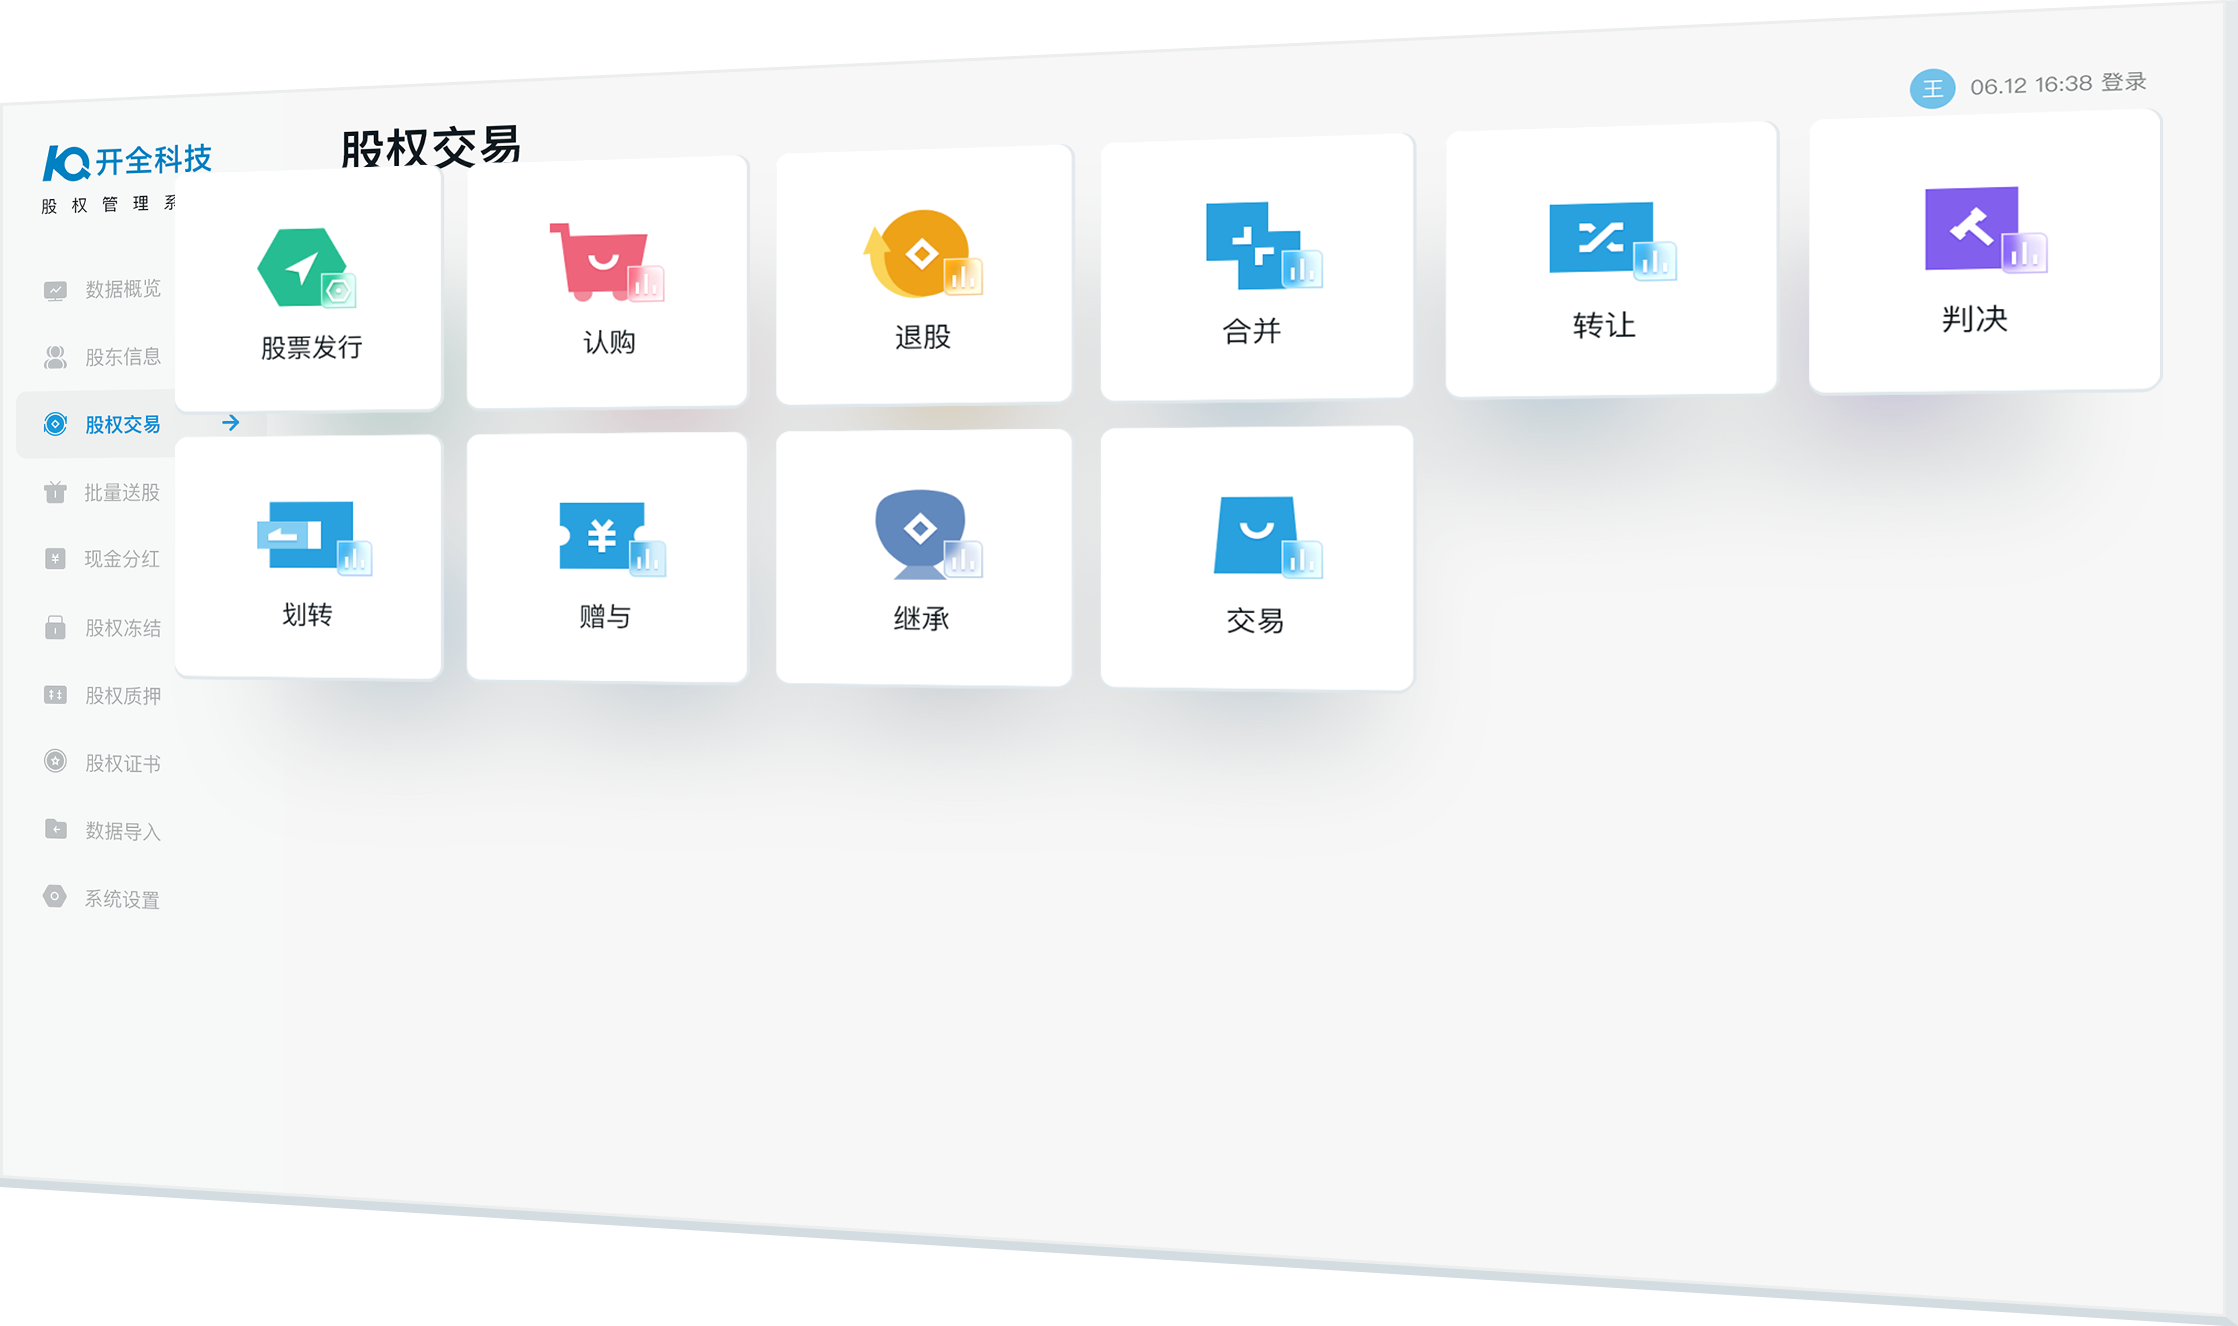 开全科技
股权管理系
数据概览
股东信息
股权交易
批量送股
现金分红
股权冻结
股权质押
股权证书
数据导入
系统设置
股权交易
王 06.12 16:38 登录
股票发行
认购
退股
合并
转让
判决
划转
赠与
继承
交易